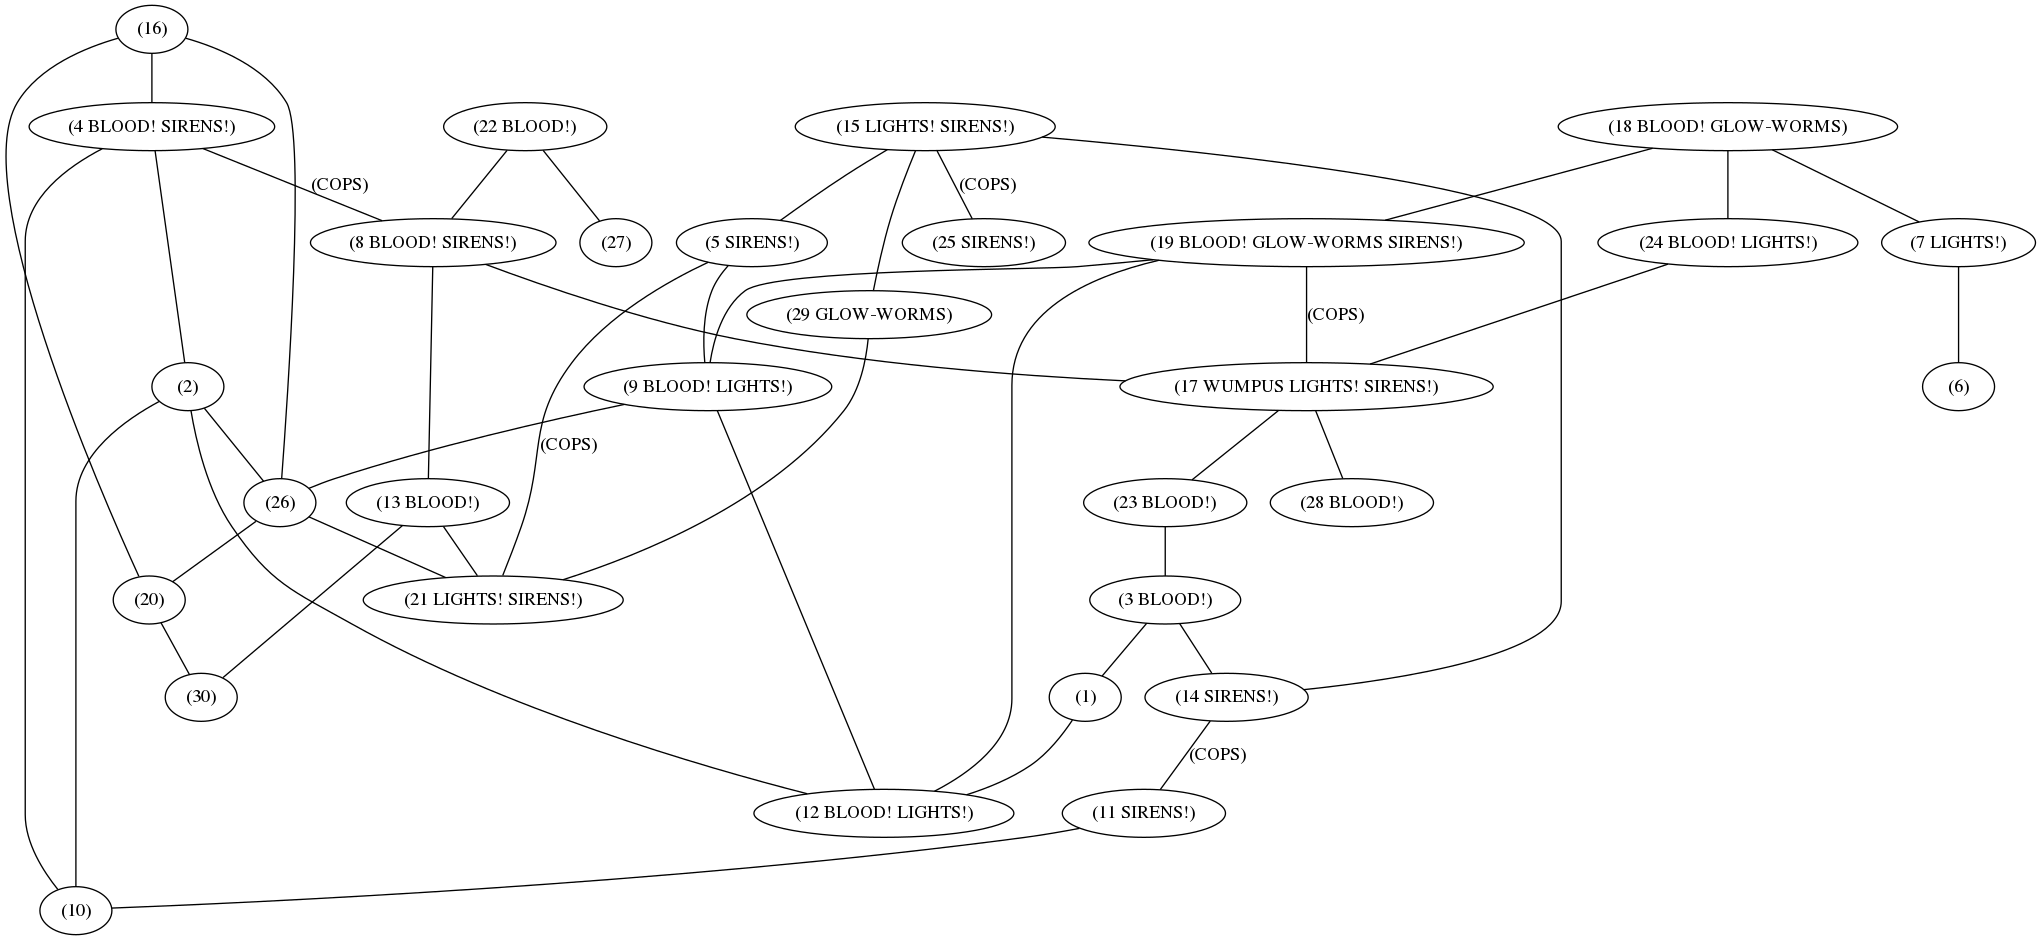 (16)
(4 BLOOD! SIRENS!)
(22 BLOOD!)
(15 LIGHTS! SIRENS!)
(18 BLOOD! GLOW-WORMS)
(COPS)
(COPS)
(8 BLOOD! SIRENS!)
(27)
(5 SIRENS!)
(25 SIRENS!)
(19 BLOOD! GLOW-WORMS SIRENS!)
(24 BLOOD! LIGHTS!)
(7 LIGHTS!)
(29 GLOW-WORMS)
(COPS)
(2)
(9 BLOOD! LIGHTS!)
(17 WUMPUS LIGHTS! SIRENS!)
(6)
(COPS)
(26)
(13 BLOOD!)
(23 BLOOD!)
(28 BLOOD!)
(20)
(21 LIGHTS! SIRENS!)
(3 BLOOD!)
(30)
(1)
(14 SIRENS!)
(COPS)
(12 BLOOD! LIGHTS!)
(11 SIRENS!)
(10)